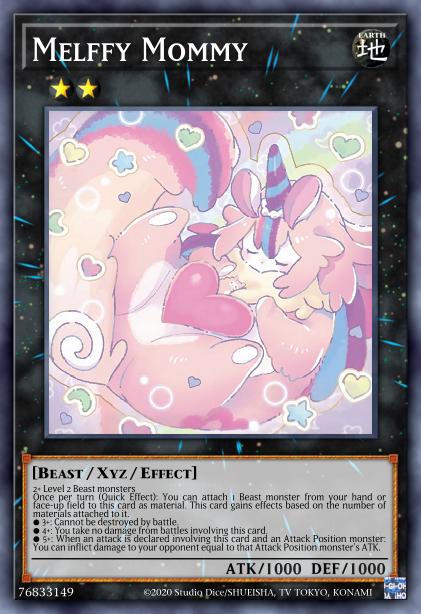 Melffy Mommy
EARTH
地
[Beast / Xyz / Effect]
2+ Level 2 Beast monsters
Once per turn (Quick Effect): You can attach 1 Beast monster from your hand or
face-up field to this card as material. This card gains effects based on the number of
materials attached to it.
● 3+: Cannot be destroyed by battle.
● 4+: You take no damage from battles involving this card.
● 5+: When an attack is declared involving this card and an Attack Position monster:
You can inflict damage to your opponent equal to that Attack Position monster's ATK.
ATK/1000 DEF/1000
76833149
©2020 Studio Dice/SHUEISHA, TV TOKYO, KONAMI